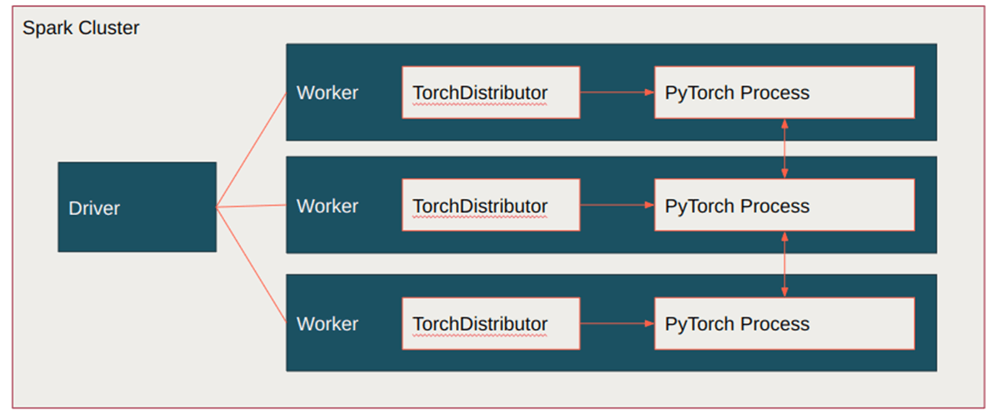 Spark Cluster
Worker TorchDistributor PyTorch Process
Driver
Worker TorchDistributor PyTorch Process
Worker TorchDistributor PyTorch Process